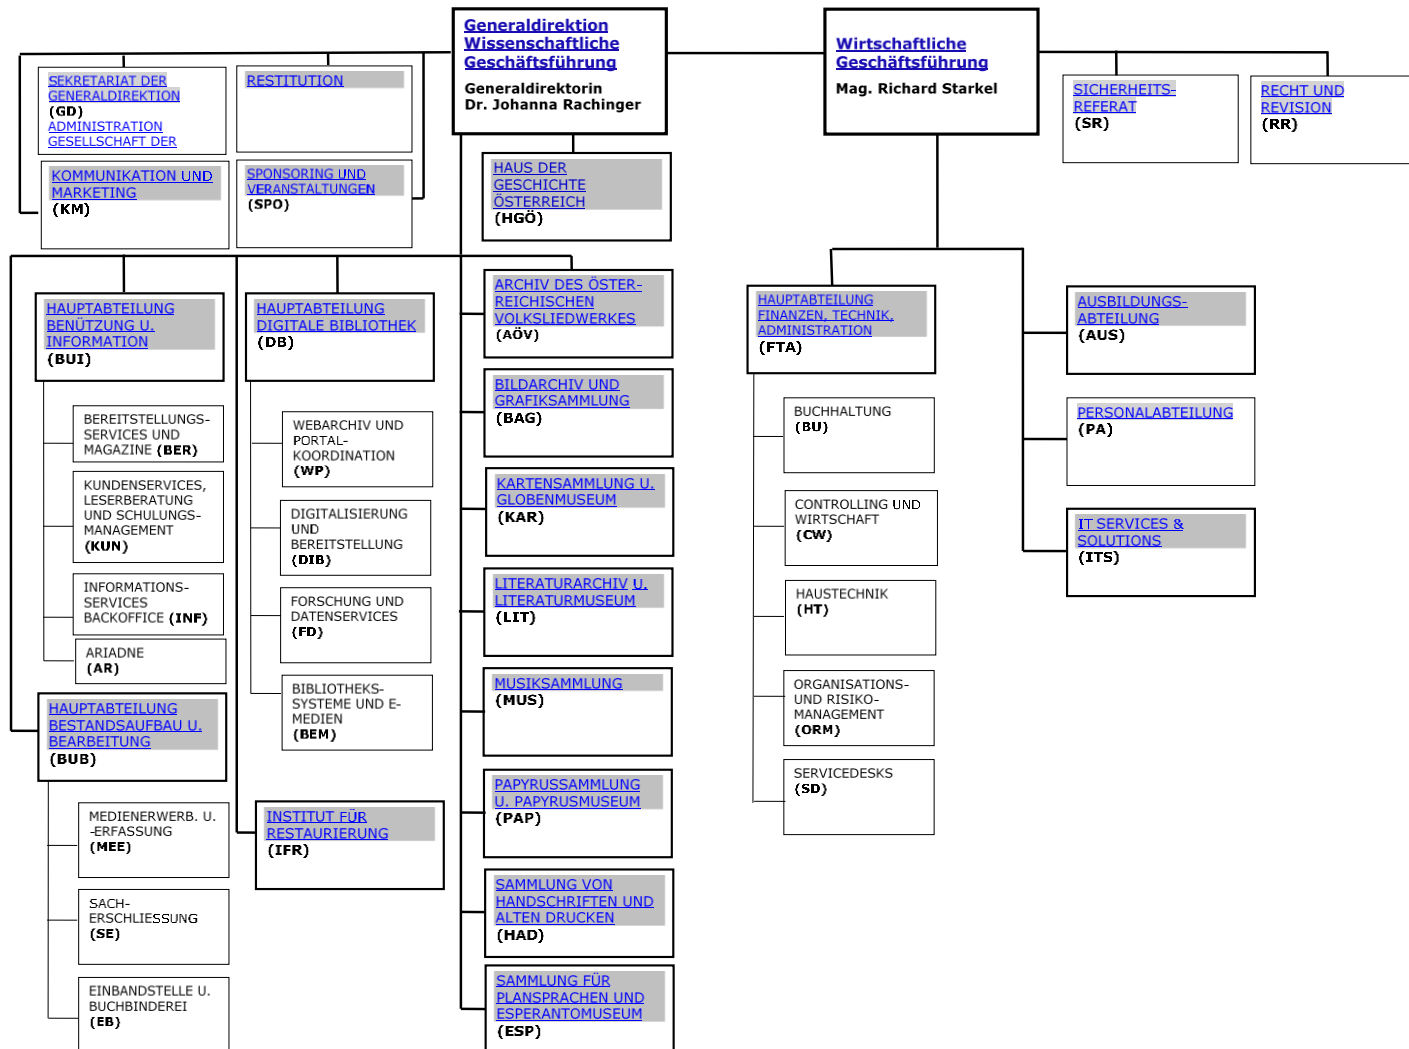 Generaldirektion
Wissenschaftliche
Geschäftsführung
Generaldirektorin
Dr. Johanna Rachinger
Wirtschaftliche
Geschäftsführung
Mag. Richard Starkel
SEKRETARIAT DER
GENERALDIREKTION
(GD)
ADMINISTRATION
GESELLSCHAFT DER
RESTITUTION
SICHERHEITS-
REFERAT
(SR)
RECHT UND
REVISION
(RR)
KOMMUNIKATION UND
MARKETING
(KM)
SPONSORING UND
VERANSTALTUNGEN
(SPO)
HAUS DER
GESCHICHTE
ÖSTERREICH
(HGÖ)
HAUPTABTEILUNG
BENÜTZUNG U.
INFORMATION
(BUI)
BEREITSTELLUNGS-
SERVICES UND
MAGAZINE (BER)
KUNDENSERVICES,
LESERBERATUNG
UND SCHULUNGS-
MANAGEMENT
(KUN)
INFORMATIONS-
SERVICES
BACKOFFICE (INF)
ARIADNE
(AR)
HAUPTABTEILUNG
BESTANDSAUFBAU U.
BEARBEITUNG
(BUB)
MEDIENERWERB. U.
-ERFASSUNG
(MEE)
SACH-
ERSCHLIESSUNG
(SE)
EINBANDSTELLE U.
BUCHBINDEREI
(EB)
HAUPTABTEILUNG
DIGITALE BIBLIOTHEK
(DB)
WEBARCHIV UND
PORTAL-
KOORDINATION
(WP)
DIGITALISIERUNG
UND
BEREITSTELLUNG
(DIB)
FORSCHUNG UND
DATENSERVICES
(FD)
BIBLIOTHEKS-
SYSTEME UND E-
MEDIEN
(BEM)
INSTITUT FÜR
RESTAURIERUNG
(IFR)
ARCHIV DES ÖSTER-
REICHISCHEN
VOLKSLIEDWERKES
(AÖV)
BILDARCHIV UND
GRAFIKSAMMLUNG
(BAG)
KARTENSAMMLUNG U.
GLOBENMUSEUM
(KAR)
LITERATURARCHIV U.
LITERATURMUSEUM
(LIT)
MUSIKSAMMLUNG
(MUS)
PAPYRUSSAMMLUNG
U. PAPYRUSMUSEUM
(PAP)
SAMMLUNG VON
HANDSCHRIFTEN UND
ALTEN DRUCKEN
(HAD)
SAMMLUNG FÜR
PLANSPRACHEN UND
ESPERANTOMUSEUM
(ESP)
HAUPTABTEILUNG
FINANZEN, TECHNIK,
ADMINISTRATION
(FTA)
BUCHHALTUNG
(BU)
CONTROLLING UND
WIRTSCHAFT
(CW)
HAUSTECHNIK
(HT)
ORGANISATIONS-
UND RISIKO-
MANAGEMENT
(ORM)
SERVICEDESKS
(SD)
AUSBILDUNGS-
ABTEILUNG
(AUS)
PERSONALABTEILUNG
(PA)
IT SERVICES &
SOLUTIONS
(ITS)